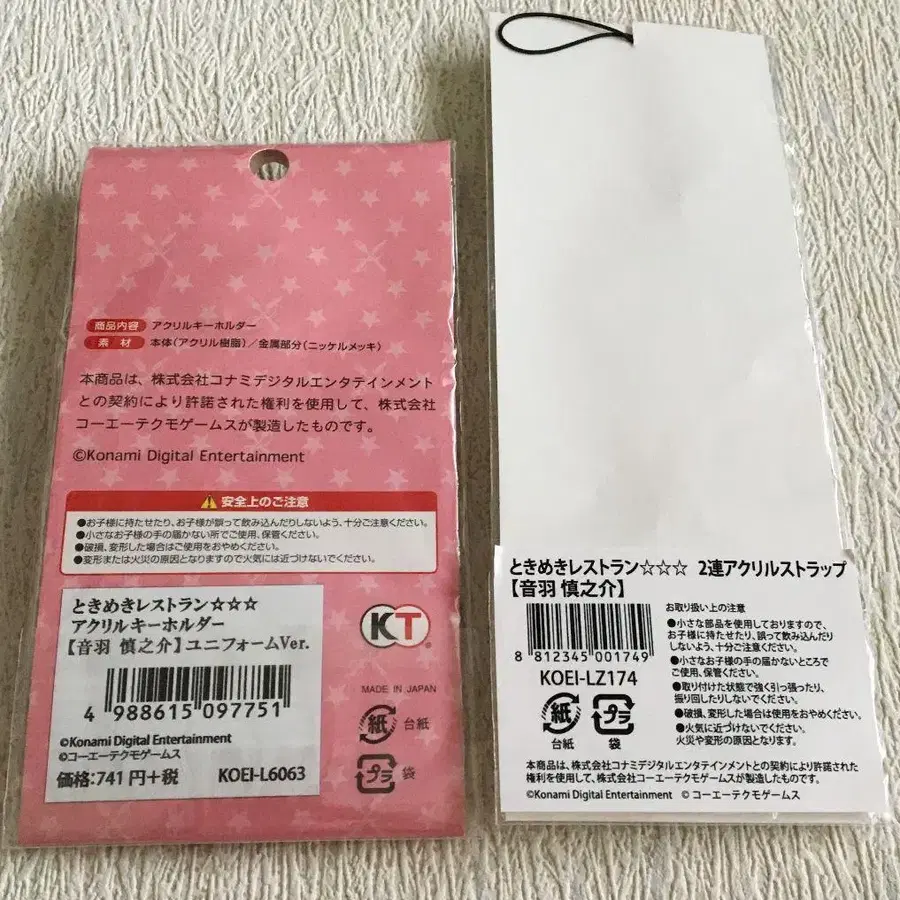 商品内容 アクリルキーホルダー
素材 本体(アクリル樹脂)/金属部分(ニッケルメッキ)
本商品は、株式会社コナミデジタルエンタテインメント
との契約により許諾された権利を使用して、株式会社
コーエーテクモゲームスが製造したものです。
©Konami Digital Entertainment
安全上のご注意
●お子様に持たせたり、お子様が誤って飲み込んだりしないよう、十分ご注意ください。
●小さなお子様の手の届かない所でご使用、保管ください。
●破損、変形した場合はご使用をおやめください。
●変形または火災の原因となりますので火気には近づけないでください。
ときめきレストラン☆☆☆
アクリルキーホルダー
【音羽 慎之介】ユニフォームVer.
4 988615 097751
©Konami Digital Entertainment
©コーエーテクモゲームス
価格:741円+税 KOEI-L6063
KT
MADE IN JAPAN
紙 台紙
プラ 袋
ときめきレストラン☆☆☆ 2連アクリルストラップ
【音羽 慎之介】
8 812345 001749
KOEI-LZ174
紙 プラ
台紙 袋
お取り扱い上の注意
●小さな部品を使用しておりますので、
お子様に持たせたり、誤って飲み込んだり
しないよう、十分ご注意ください。
●小さなお子様の手の届かないところで
ご使用、保管ください。
●取り付けた状態で強く引っ張ったり、
振り回したりしないでください。
●破損、変形した場合は使用をおやめください。
●火気に近づけないでください。
火災や変形の原因となります。
本商品は、株式会社コナミデジタルエンタテインメントとの契約により許諾された
権利を使用して、株式会社コーエーテクモゲームスが製造したものです。
©Konami Digital Entertainment © コーエーテクモゲームス